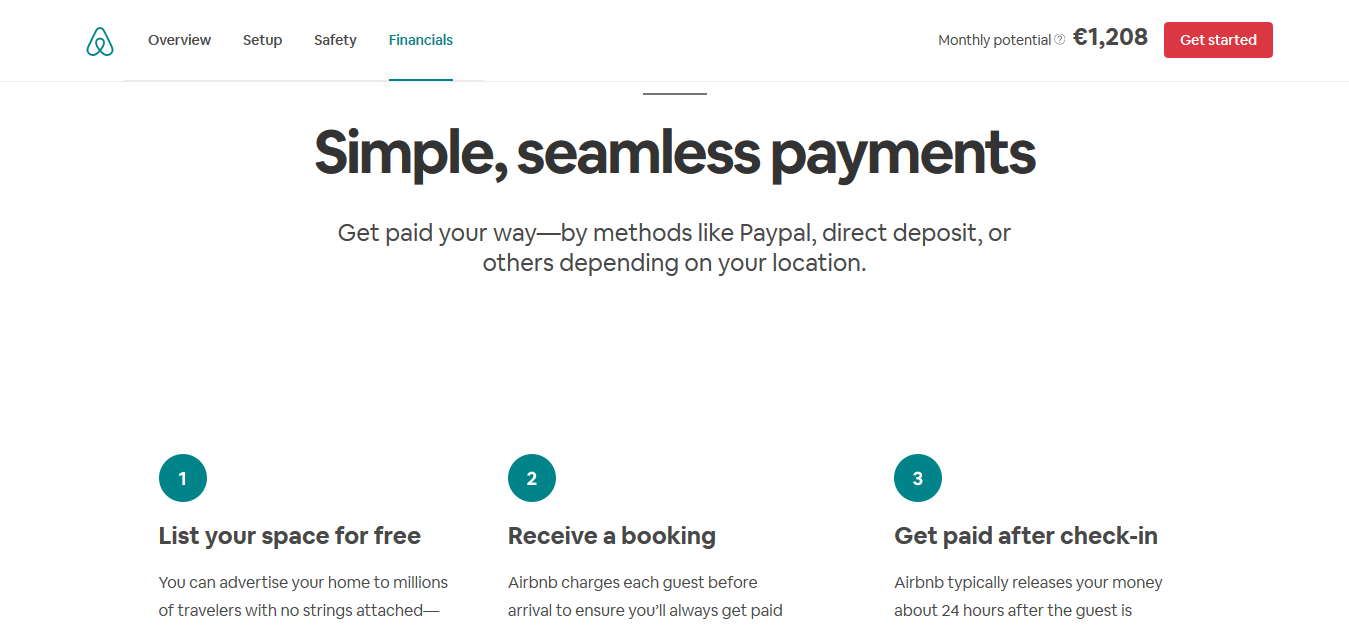 Overview Setup Safety Financials Monthly potential ? €1,208 Get started
Simple, seamless payments
Get paid your way—by methods like Paypal, direct deposit, or
others depending on your location.
1
List your space for free
You can advertise your home to millions
of travelers with no strings attached—
2
Receive a booking
Airbnb charges each guest before
arrival to ensure you’ll always get paid
3
Get paid after check-in
Airbnb typically releases your money
about 24 hours after the guest is